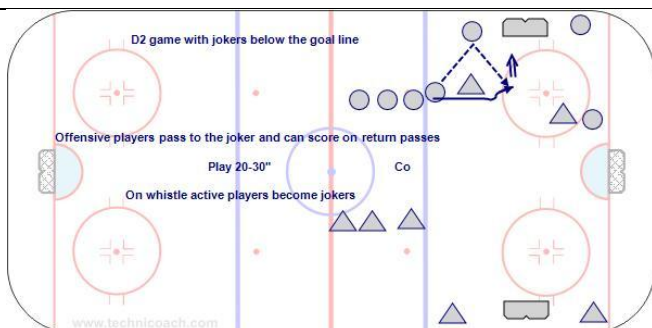 D2 game with jokers below the goal line
Offensive players pass to the joker and can score on return passes
Play 20-30" Co
On whistle active players become jokers
www.technicoach.com